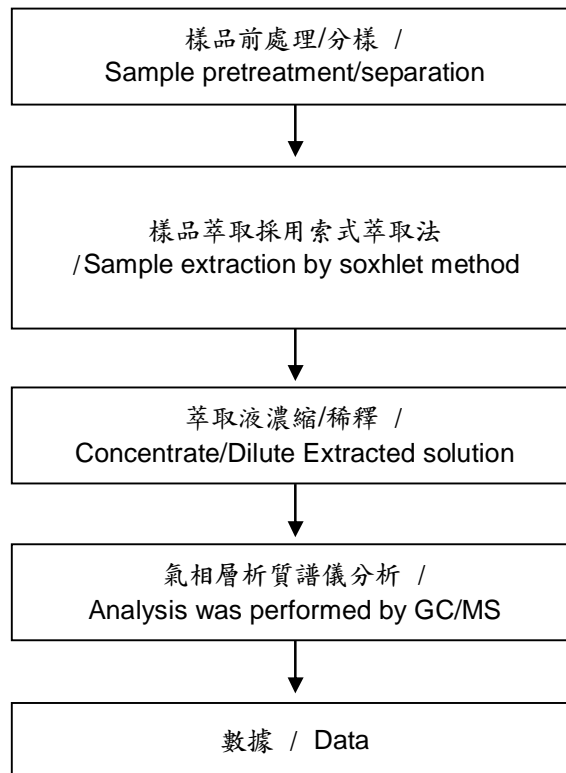 樣品前處理/分樣 /
Sample pretreatment/separation
樣品萃取採用索式萃取法
/Sample extraction by soxhlet method
萃取液濃縮/稀釋 /
Concentrate/Dilute Extracted solution
氣相層析質譜儀分析 /
Analysis was performed by GC/MS
數據 / Data